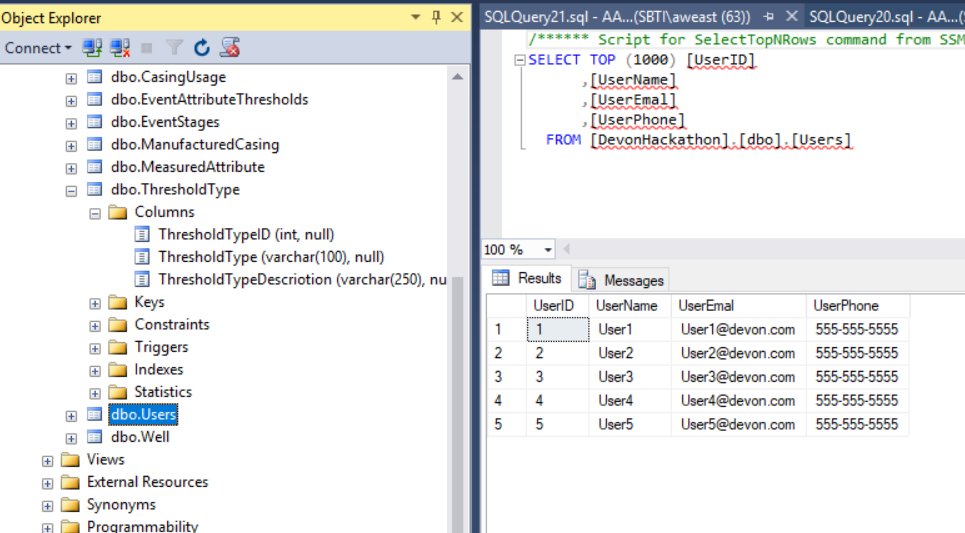 Object Explorer
Connect
dbo.CasingUsage
dbo.EventAttributeThresholds
dbo.EventStages
dbo.ManufacturedCasing
dbo.MeasuredAttribute
dbo.ThresholdType
Columns
ThresholdTypeID (int, null)
ThresholdType (varchar(100), null)
ThresholdTypeDescriotion (varchar(250), nu
Keys
Constraints
Triggers
Indexes
Statistics
dbo.Users
dbo.Well
Views
External Resources
Synonyms
Programmability
SQLQuery21.sql - AA...(SBTI\aweast (63)) SQLQuery20.sql - AA...(S
/****** Script for SelectTopNRows command from SSM
SELECT TOP (1000) [UserID]
,[UserName]
,[UserEmal]
,[UserPhone]
FROM [DevonHackathon].[dbo].[Users]
100 %
Results Messages
UserID UserName UserEmal UserPhone
1 1 User1 User1@devon.com 555-555-5555
2 2 User2 User2@devon.com 555-555-5555
3 3 User3 User3@devon.com 555-555-5555
4 4 User4 User4@devon.com 555-555-5555
5 5 User5 User5@devon.com 555-555-5555